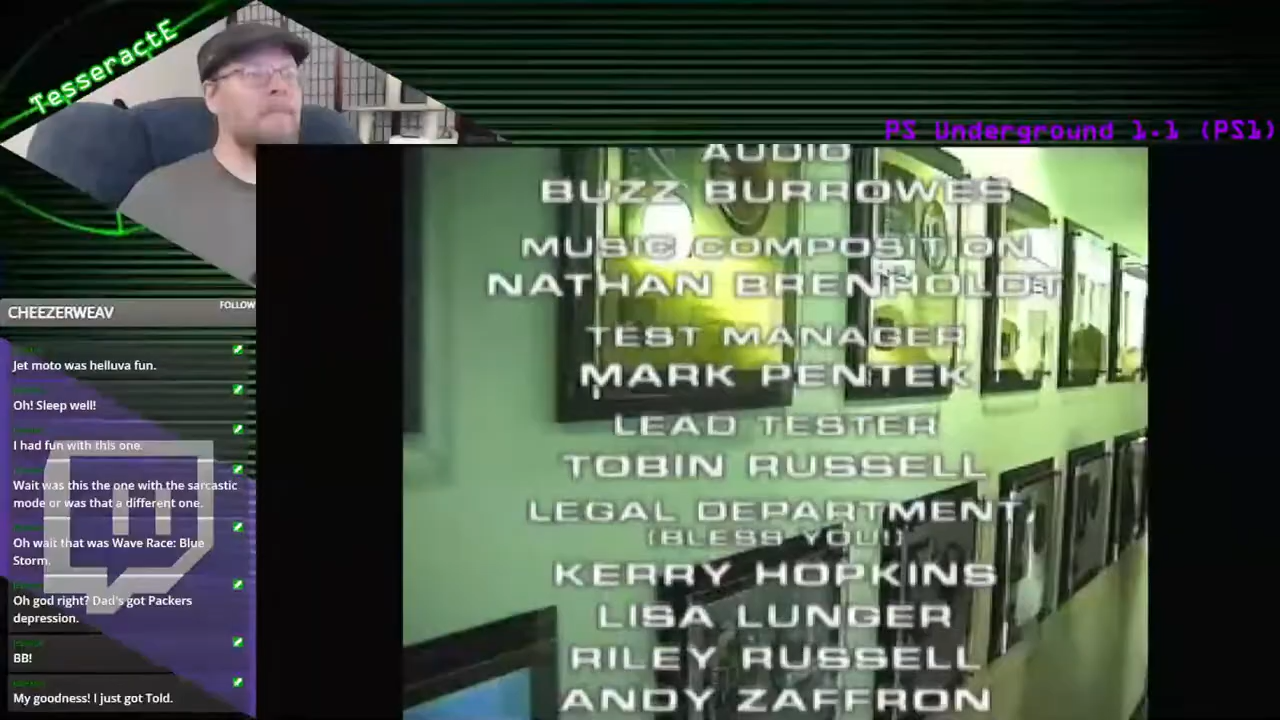 TesseractE
PS Underground 1.1 (PS1)
AUDIO
BUZZ BURROWES
MUSIC COMPOSITION
NATHAN BRENHOLDT
TEST MANAGER
MARK PENTEK
LEAD TESTER
TOBIN RUSSELL
LEGAL DEPARTMENT,
(BLESS YOU!)
KERRY HOPKINS
LISA LUNGER
RILEY RUSSELL
ANDY ZAFFRON
CHEEZERWEAV
FOLLOW
Jet moto was helluva fun.
Oh! Sleep well!
I had fun with this one.
Wait was this the one with the sarcastic
mode or was that a different one.
Oh wait that was Wave Race: Blue
Storm.
Oh god right? Dad's got Packers
depression.
BB!
My goodness! I just got Told.